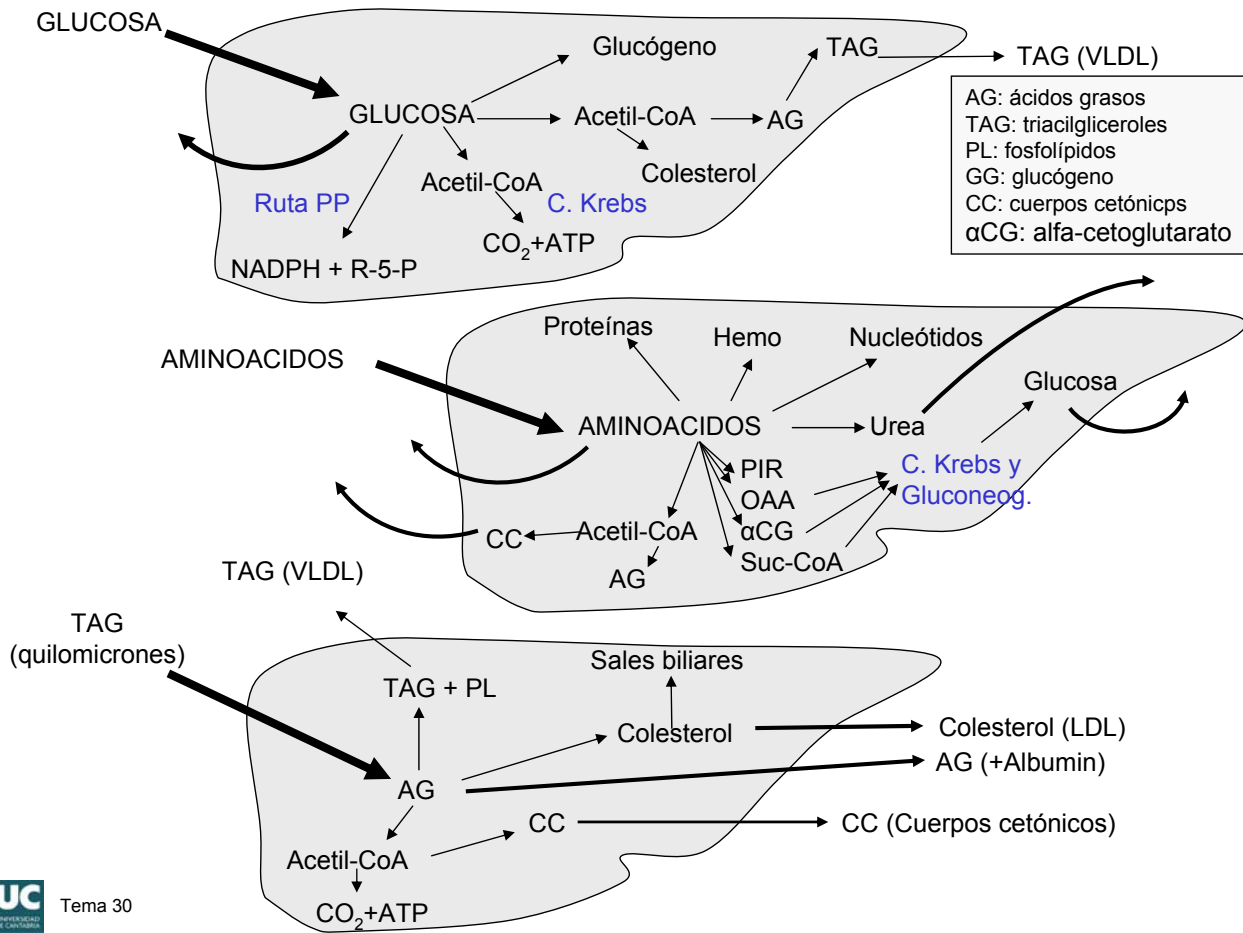 GLUCOSA
Glucógeno
TAG
TAG (VLDL)
GLUCOSA
Acetil-CoA
AG
Colesterol
Acetil-CoA
Ruta PP
C. Krebs
CO2+ATP
NADPH + R-5-P
AG: ácidos grasos
TAG: triacilgliceroles
PL: fosfolípidos
GG: glucógeno
CC: cuerpos cetónicps
αCG: alfa-cetoglutarato
AMINOACIDOS
Proteínas
Hemo
Nucleótidos
Glucosa
AMINOACIDOS
Urea
PIR
OAA
αCG
Suc-CoA
C. Krebs y
Gluconeog.
CC
Acetil-CoA
AG
TAG (VLDL)
TAG
(quilomicrones)
Sales biliares
TAG + PL
Colesterol
Colesterol (LDL)
AG
AG (+Albumin)
CC
CC (Cuerpos cetónicos)
Acetil-CoA
CO2+ATP
UC
UNIVERSIDAD
DE CANTABRIA
Tema 30